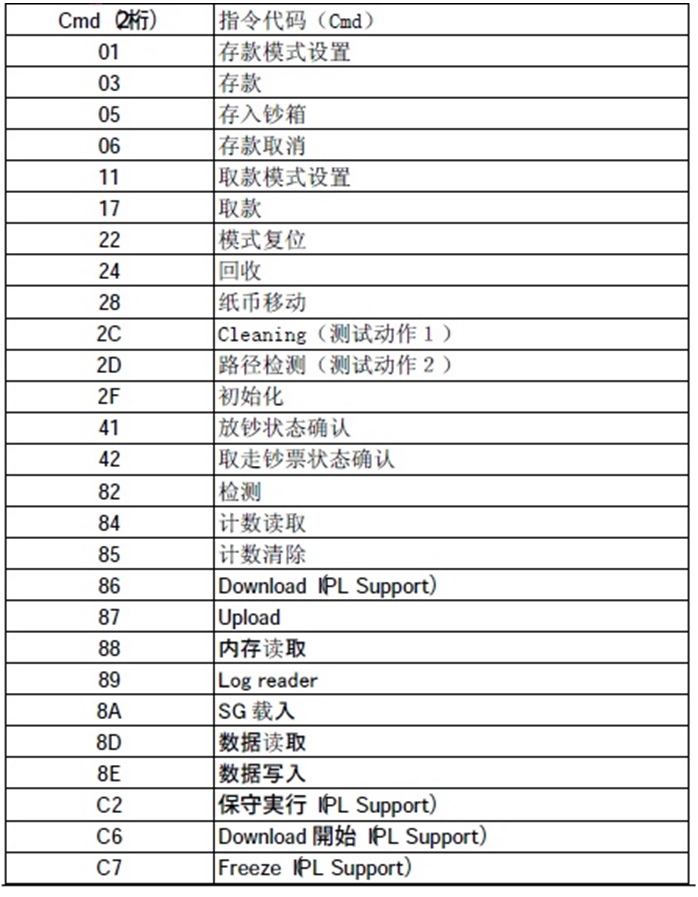 Cmd (2桁) 指令代码（Cmd）
01 存款模式设置
03 存款
05 存入钞箱
06 存款取消
11 取款模式设置
17 取款
22 模式复位
24 回收
28 纸币移动
2C Cleaning（测试动作１）
2D 路径检测（测试动作２）
2F 初始化
41 放钞状态确认
42 取走钞票状态确认
82 检测
84 计数读取
85 计数清除
86 Download (IPL Support)
87 Upload
88 内存读取
89 Log reader
8A SG 载入
8D 数据读取
8E 数据写入
C2 保守実行 (IPL Support)
C6 Download 開始 (IPL Support)
C7 Freeze (IPL Support)